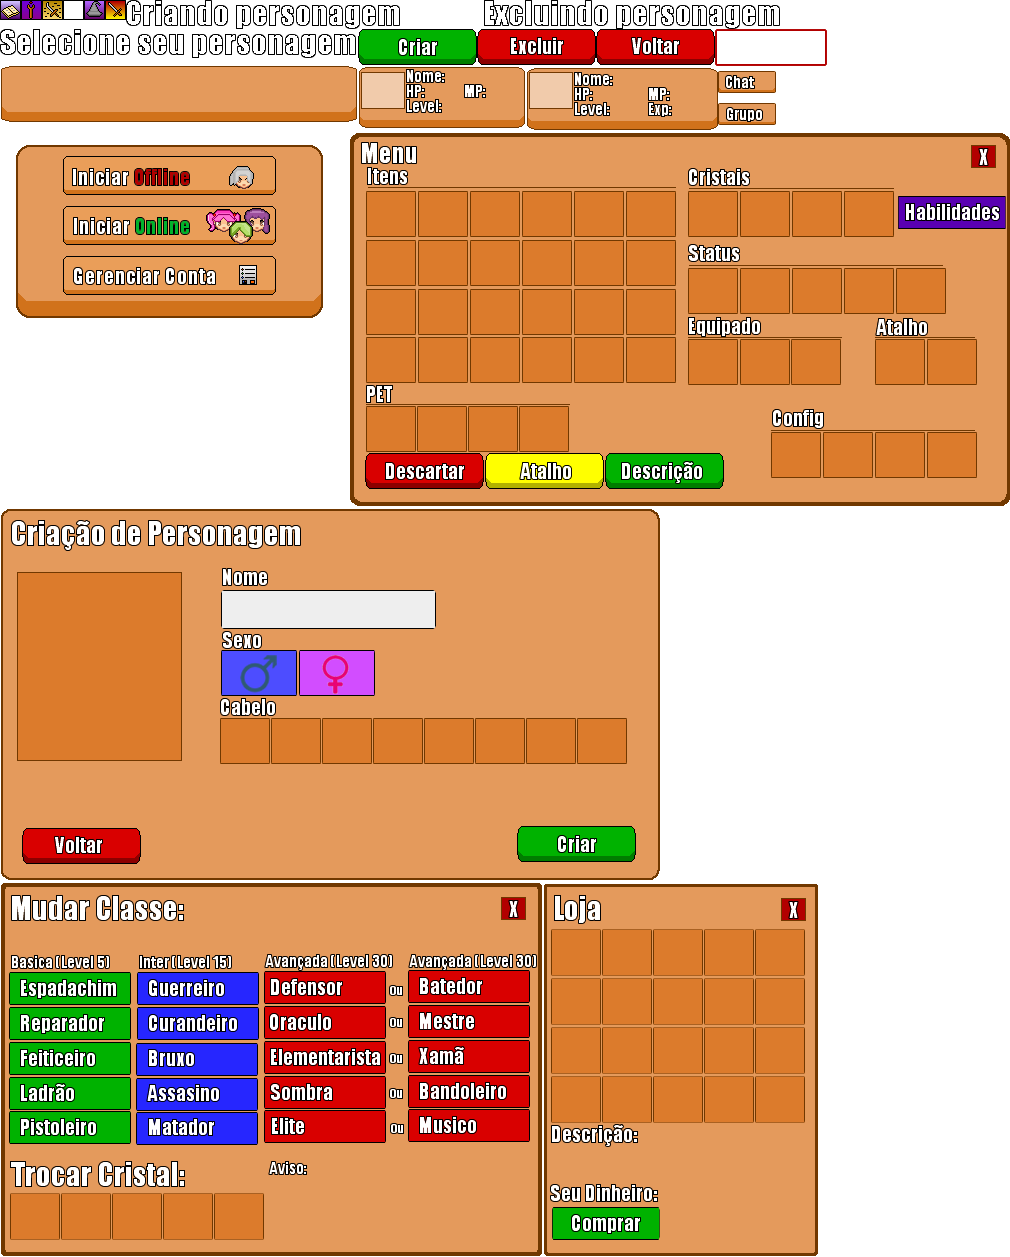 Criando personagem
Excluindo personagem
Selecione seu personagem
Criar
Excluir
Voltar
Nome:
HP: MP:
Level:
Nome:
HP: MP:
Level: Exp:
Chat
Grupo
Iniciar Offline
Iniciar Online
Gerenciar Conta
Menu
X
Itens
Cristais
Habilidades
Status
Equipado
Atalho
PET
Config
Descartar
Atalho
Descrição
Criação de Personagem
Nome
Sexo
Cabelo
Voltar
Criar
Mudar Classe:
X
Basica (Level 5) Inter (Level 15) Avançada (Level 30) Avançada (Level 30)
Espadachim Guerreiro Defensor Ou Batedor
Reparador Curandeiro Oraculo Ou Mestre
Feiticeiro Bruxo Elementarista Ou Xamã
Ladrão Assasino Sombra Ou Bandoleiro
Pistoleiro Matador Elite Ou Musico
Trocar Cristal:
Aviso:
Loja
X
Descrição:
Seu Dinheiro:
Comprar